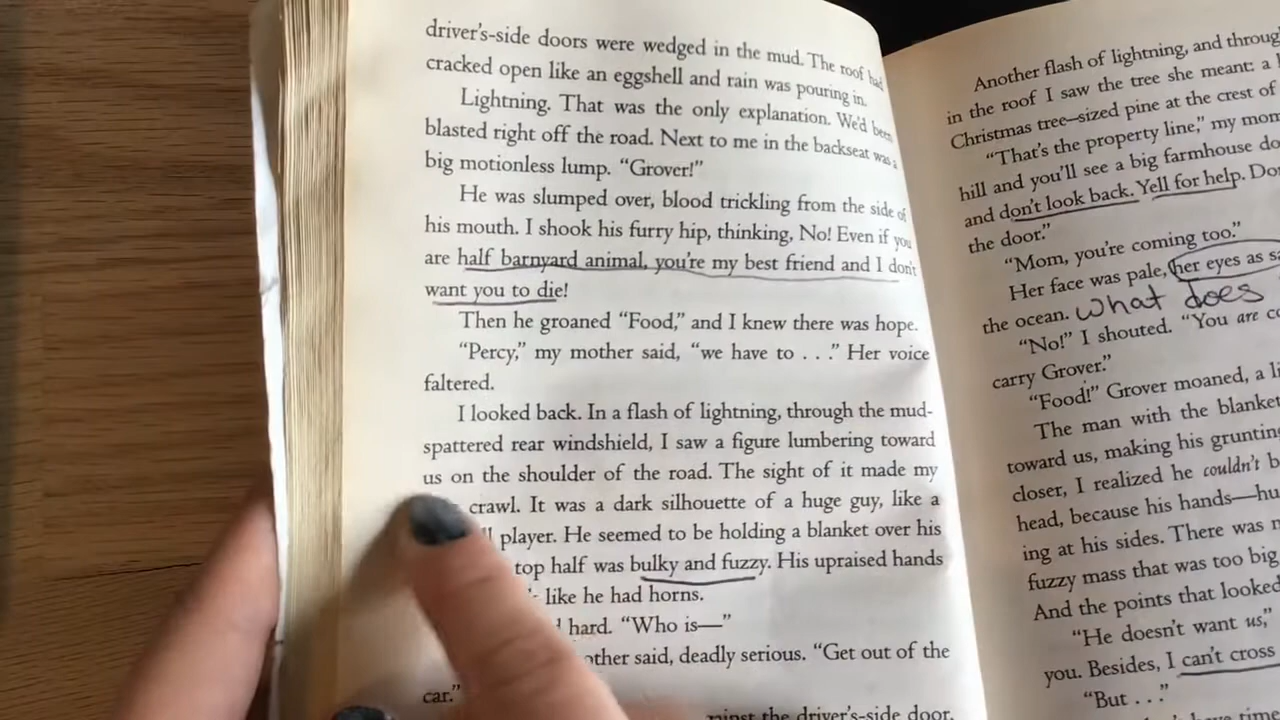 driver's-side doors were wedged in the mud. The roof had
cracked open like an eggshell and rain was pouring in.
Lightning. That was the only explanation. We'd been
blasted right off the road. Next to me in the backseat was a
big motionless lump. “Grover!”
He was slumped over, blood trickling from the side of
his mouth. I shook his furry hip, thinking, No! Even if you
are half barnyard animal, you're my best friend and I don't
want you to die!
Then he groaned “Food,” and I knew there was hope.
“Percy,” my mother said, “we have to . . .” Her voice
faltered.
I looked back. In a flash of lightning, through the mud-
spattered rear windshield, I saw a figure lumbering toward
us on the shoulder of the road. The sight of it made my
crawl. It was a dark silhouette of a huge guy, like a
player. He seemed to be holding a blanket over his
top half was bulky and fuzzy. His upraised hands
like he had horns.
hard. “Who is—”
other said, deadly serious. “Get out of the
car.”
the driver's-side door.
Another flash of lightning, and through
in the roof I saw the tree she meant: a
Christmas tree–sized pine at the crest of
“That's the property line,” my mom
hill and you'll see a big farmhouse do
and don't look back. Yell for help. Don
the door.”
“Mom, you're coming too.”
Her face was pale, her eyes as sa
the ocean. what does
“No!” I shouted. “You are co
carry Grover.”
“Food!” Grover moaned, a li
The man with the blanket
toward us, making his grunting
closer, I realized he couldn't b
head, because his hands—hu
ing at his sides. There was n
fuzzy mass that was too big
And the points that looked
“He doesn't want us,”
you. Besides, I can't cross
“But . . .”
time